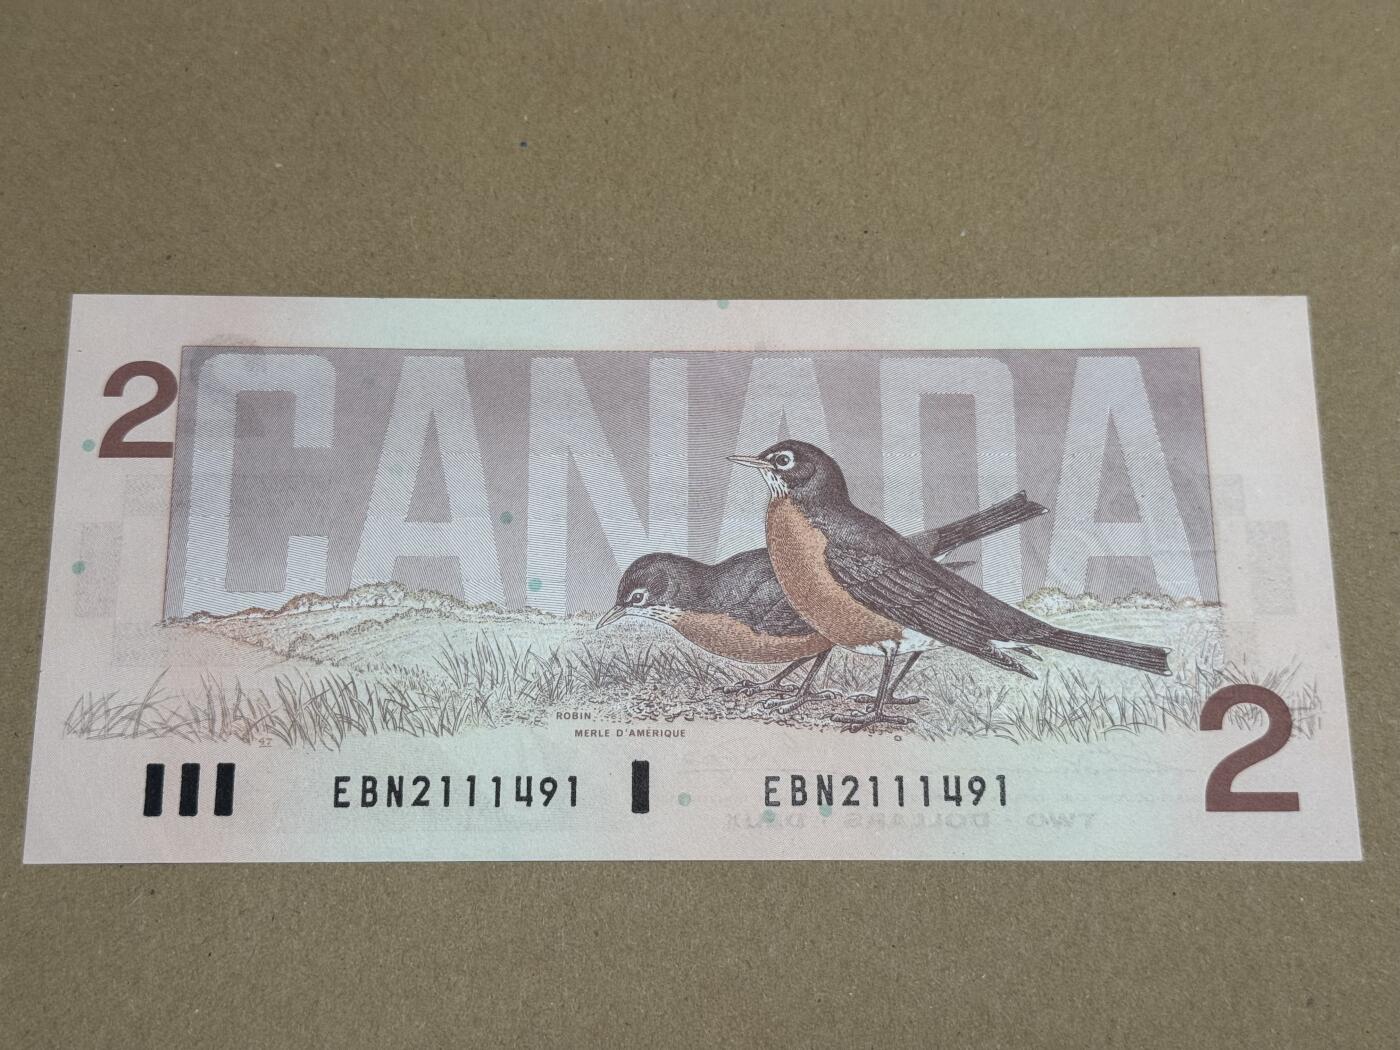 2 CANADA
ROBIN
MERLE D'AMÉRIQUE
2
EBN2111491 EBN2111491